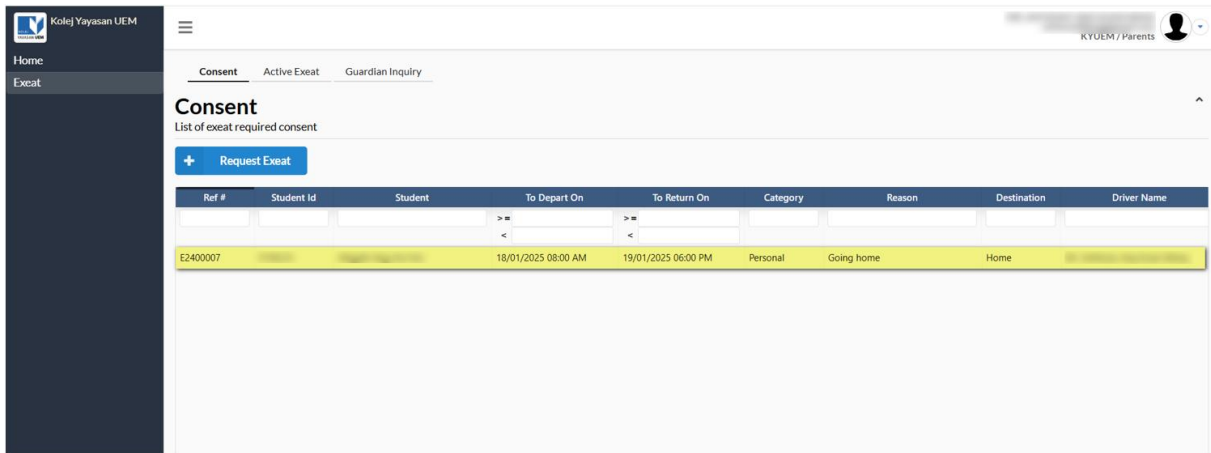 Kolej Yayasan UEM
KYUEM / Parents
Home
Exeat
Consent Active Exeat Guardian Inquiry
Consent
List of exeat required consent
+ Request Exeat
Ref # Student Id Student To Depart On To Return On Category Reason Destination Driver Name
>= >=
< <
E2400007 18/01/2025 08:00 AM 19/01/2025 06:00 PM Personal Going home Home